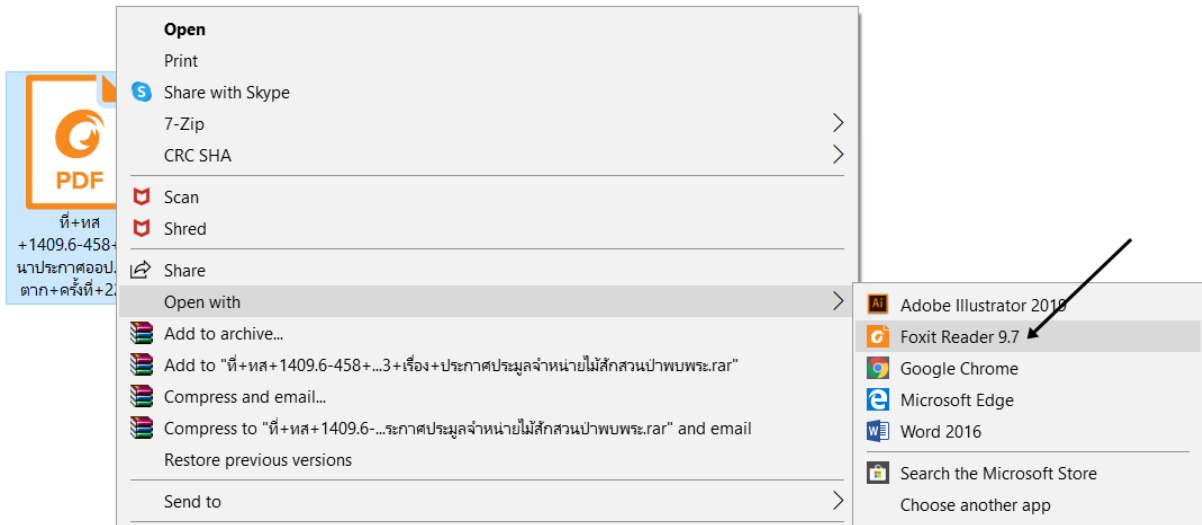 Open
Print
Share with Skype
7-Zip
CRC SHA
Scan
Shred
Share
Open with
Add to archive...
Add to "ที่+ทส+1409.6-458+...3+เรื่อง+ประกาศประมูลจำหน่ายไม้สักสวนป่าพบพระ.rar"
Compress and email...
Compress to "ที่+ทส+1409.6-...ระกาศประมูลจำหน่ายไม้สักสวนป่าพบพระ.rar" and email
Restore previous versions
Send to
PDF
ที่+ทส
+1409.6-458+
นาประกาศออป.
ตาก+ครั้งที่+22
Adobe Illustrator 2019
Foxit Reader 9.7
Google Chrome
Microsoft Edge
Word 2016
Search the Microsoft Store
Choose another app